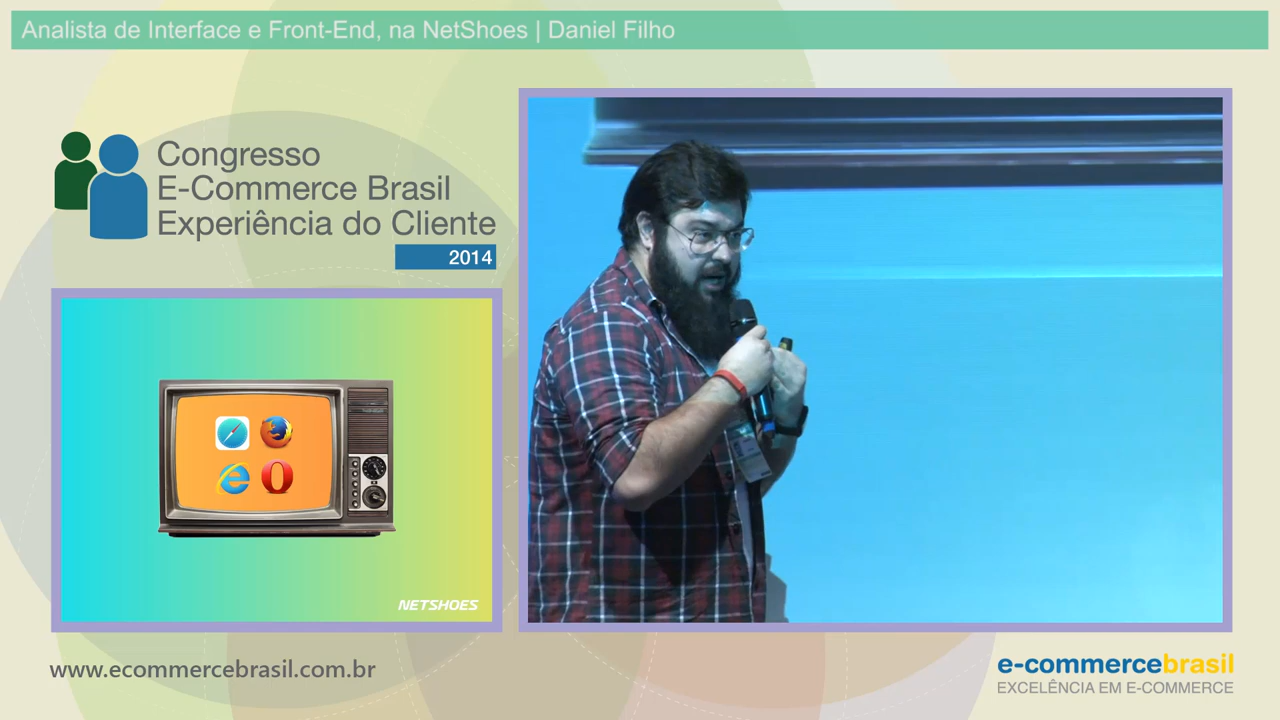 Analista de Interface e Front-End, na NetShoes | Daniel Filho
Congresso
E-Commerce Brasil
Experiência do Cliente
2014
NETSHOES
www.ecommercebrasil.com.br
e-commercebrasil
EXCELÊNCIA EM E-COMMERCE